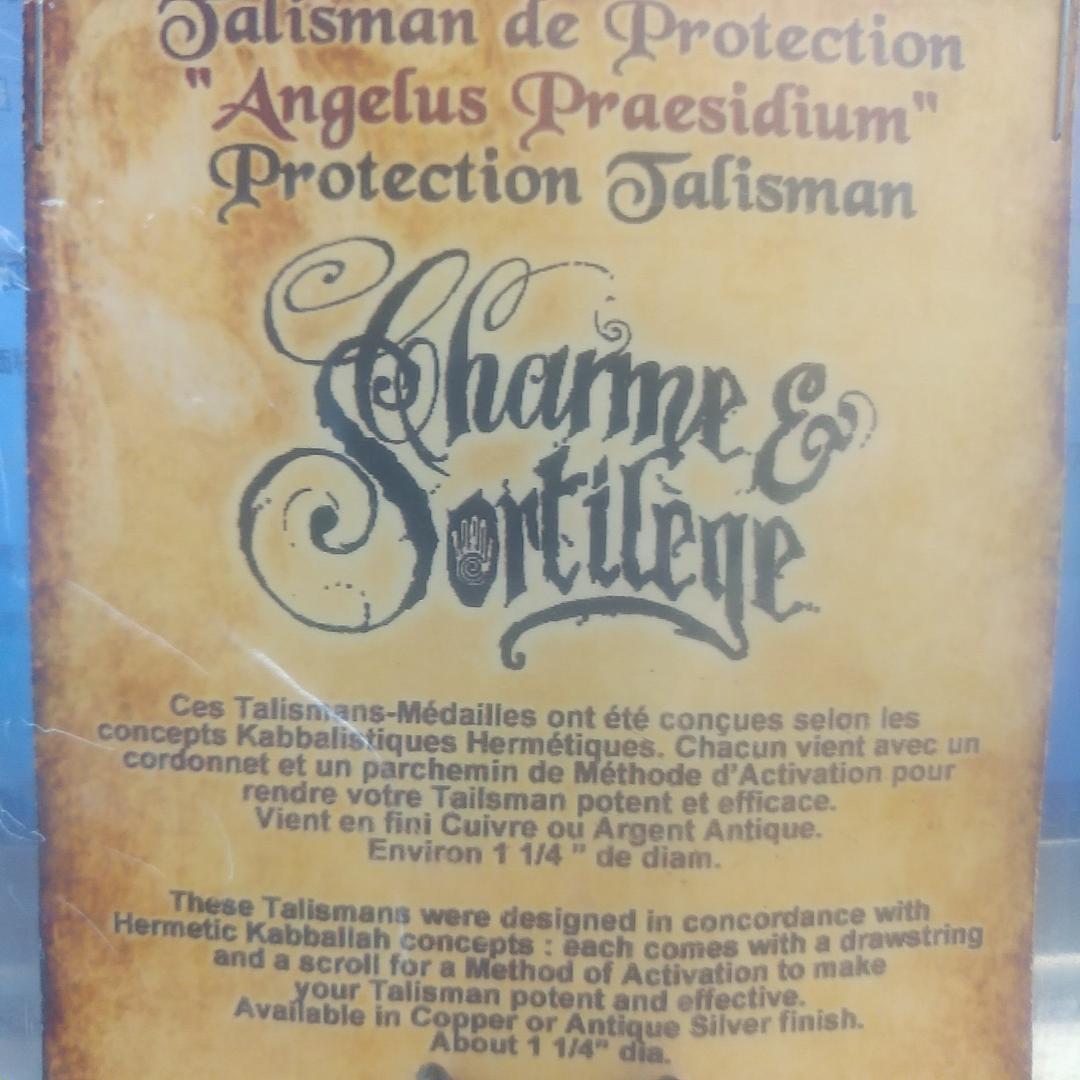 Talisman de Protection
"Angelus Praesidium"
Protection Talisman
Charme &
Sortilège
Ces Talismans-Médailles ont été conçues selon les
concepts Kabbalistiques Hermétiques. Chacun vient avec un
cordonnet et un parchemin de Méthode d'Activation pour
rendre votre Tailsman potent et efficace.
Vient en fini Cuivre ou Argent Antique.
Environ 1 1/4 " de diam.
These Talismans were designed in concordance with
Hermetic Kabballah concepts : each comes with a drawstring
and a scroll for a Method of Activation to make
your Talisman potent and effective.
Available in Copper or Antique Silver finish.
About 1 1/4" dia.